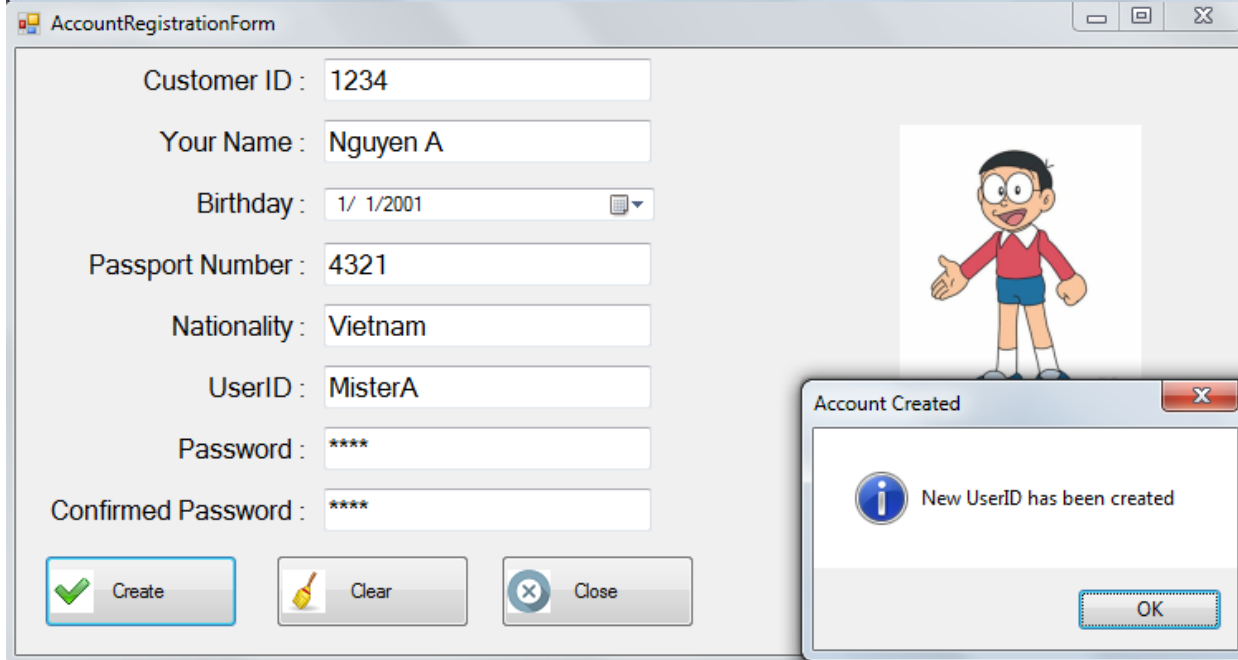 AccountRegistrationForm
Customer ID : 1234
Your Name : Nguyen A
Birthday : 1/ 1/2001
Passport Number : 4321
Nationality : Vietnam
UserID : MisterA
Password : ****
Confirmed Password : ****
Create Clear Close
Account Created
New UserID has been created
OK